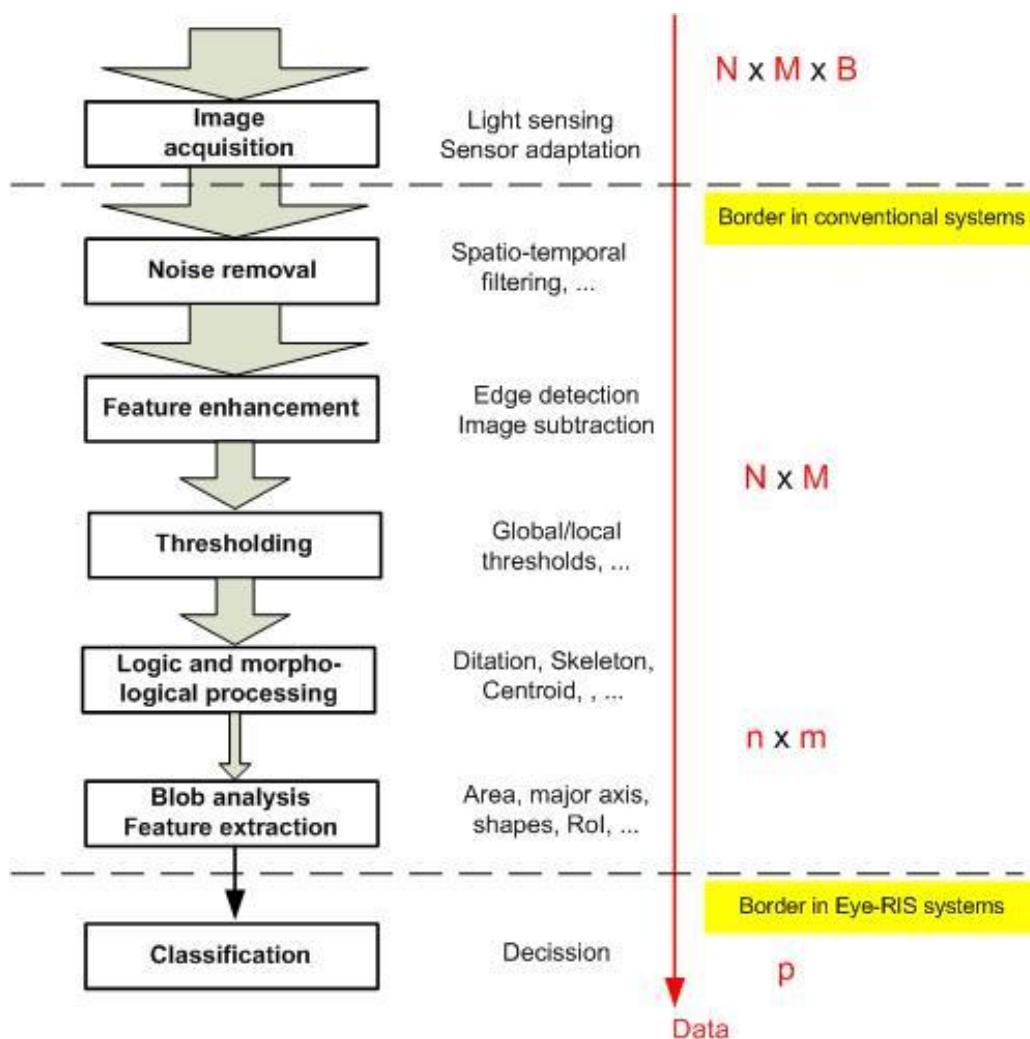 N x M x B
Image
acquisition
Light sensing
Sensor adaptation
Border in conventional systems
Noise removal
Spatio-temporal
filtering, ...
Feature enhancement
Edge detection
Image subtraction
N x M
Thresholding
Global/local
thresholds, ...
Logic and morpho-
logical processing
Ditation, Skeleton,
Centroid, , ...
n x m
Blob analysis
Feature extraction
Area, major axis,
shapes, RoI, ...
Border in Eye-RIS systems
Classification
Decission
p
Data